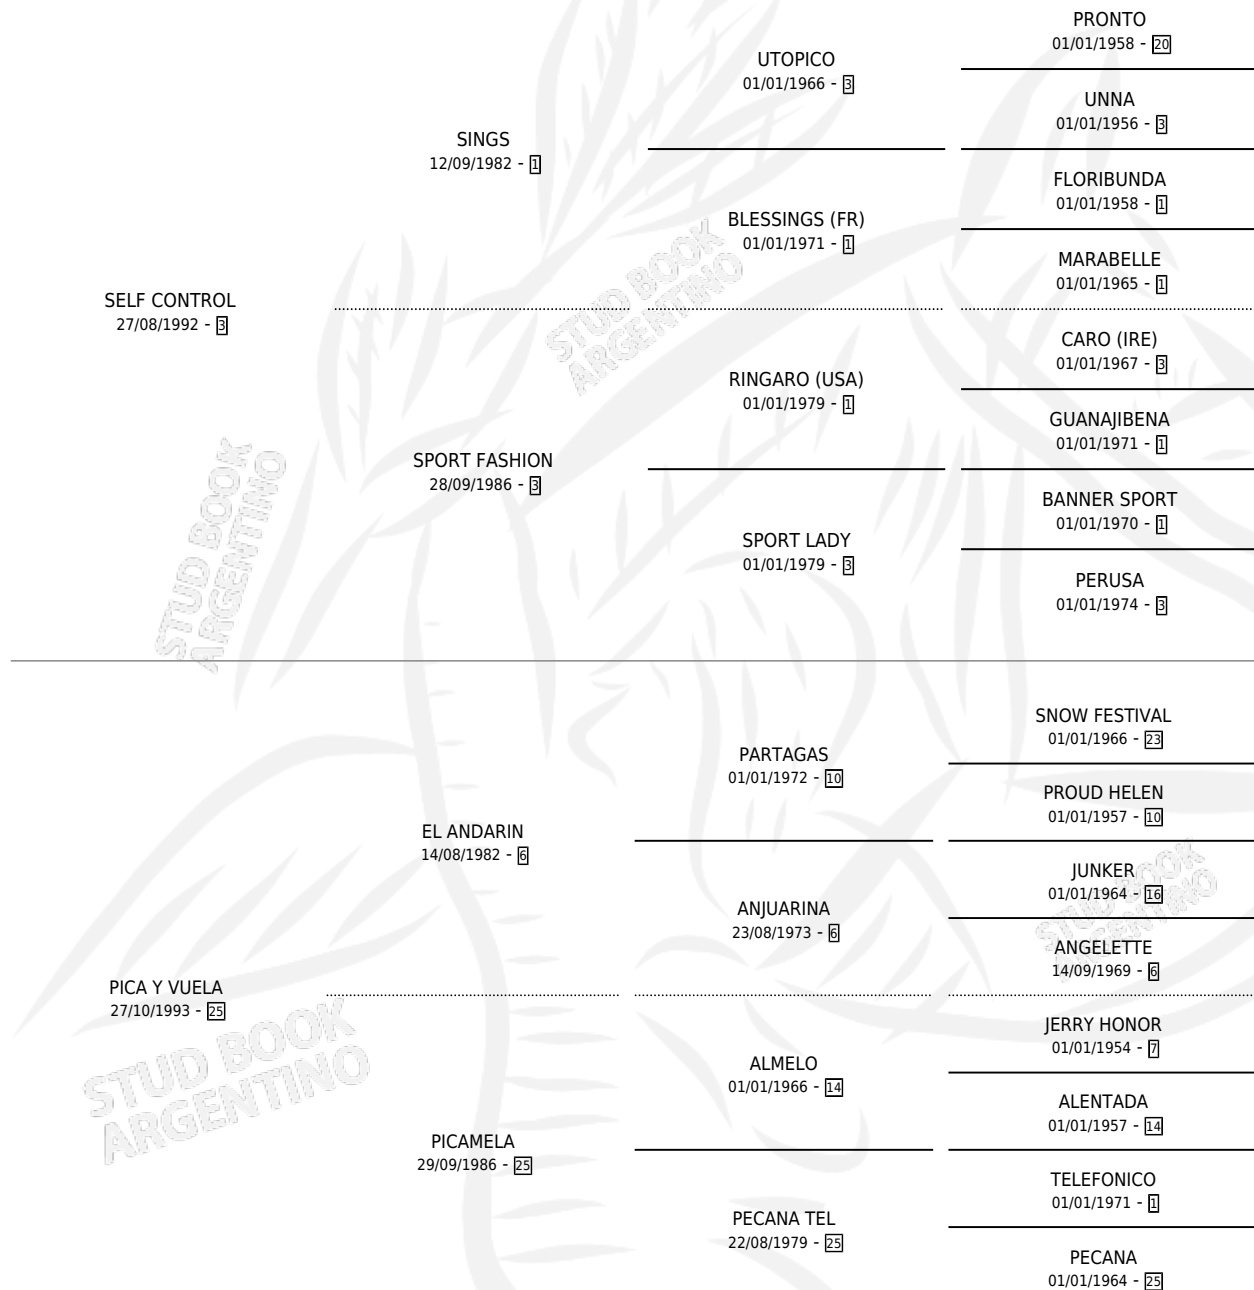 PRONTO
01/01/1958 - 20
UTOPICO
01/01/1966 - 3
UNNA
01/01/1956 - 3
SINGS
12/09/1982 - 1
FLORIBUNDA
01/01/1958 - 1
BLESSINGS (FR)
01/01/1971 - 1
MARABELLE
01/01/1965 - 1
SELF CONTROL
27/08/1992 - 3
STUD BOOK
ARGENTINO
CARO (IRE)
01/01/1967 - 3
RINGARO (USA)
01/01/1979 - 1
GUANAJIBENA
01/01/1971 - 1
SPORT FASHION
28/09/1986 - 3
BANNER SPORT
01/01/1970 - 1
SPORT LADY
01/01/1979 - 3
PERUSA
01/01/1974 - 3
STUD BOOK
ARGENTINO
SNOW FESTIVAL
01/01/1966 - 23
PARTAGAS
01/01/1972 - 10
PROUD HELEN
01/01/1957 - 10
EL ANDARIN
14/08/1982 - 6
JUNKER
01/01/1964 - 16
ANJUARINA
23/08/1973 - 6
ANGELETTE
14/09/1969 - 6
STUD BOOK
ARGENTINO
PICA Y VUELA
27/10/1993 - 25
STUD BOOK
ARGENTINO
JERRY HONOR
01/01/1954 - 7
ALMELO
01/01/1966 - 14
ALENTADA
01/01/1957 - 14
PICAMELA
29/09/1986 - 25
TELEFONICO
01/01/1971 - 1
PECANA TEL
22/08/1979 - 25
PECANA
01/01/1964 - 25